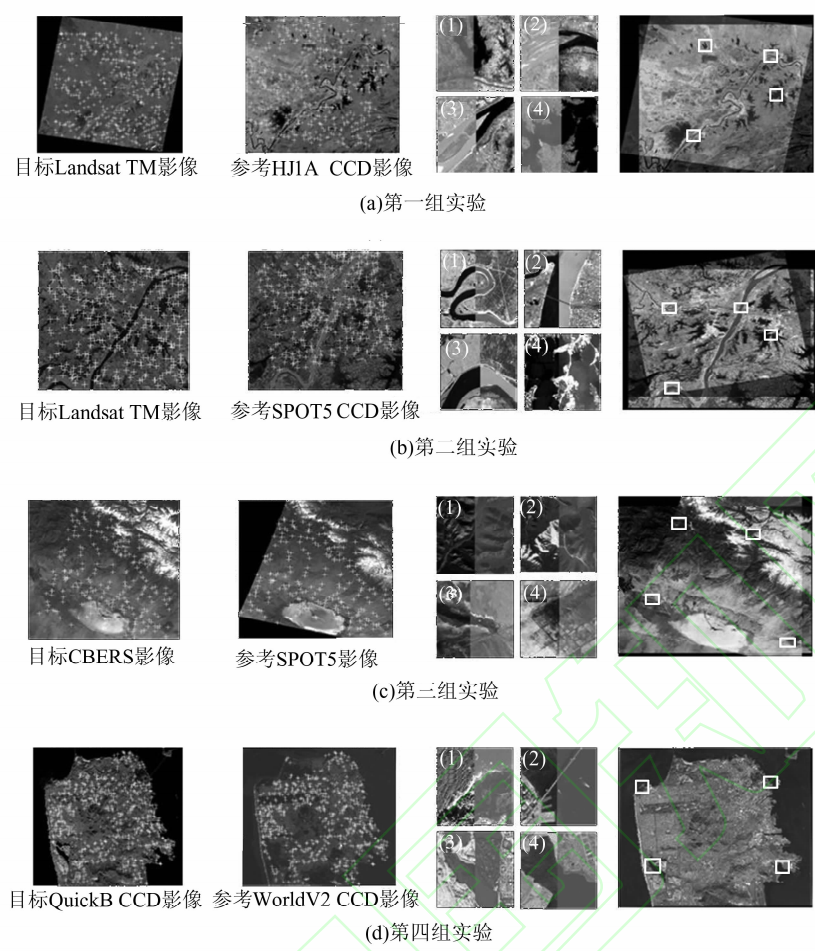 (1) (2)
(3) (4)
目标Landsat TM影像 参考HJ1A CCD影像
(a)第一组实验
(1) (2)
(3) (4)
目标Landsat TM影像 参考SPOT5 CCD影像
(b)第二组实验
(1) (2)
(3) (4)
目标CBERS影像 参考SPOT5影像
(c)第三组实验
(1) (2)
(3) (4)
目标QuickB CCD影像 参考WorldV2 CCD影像
(d)第四组实验